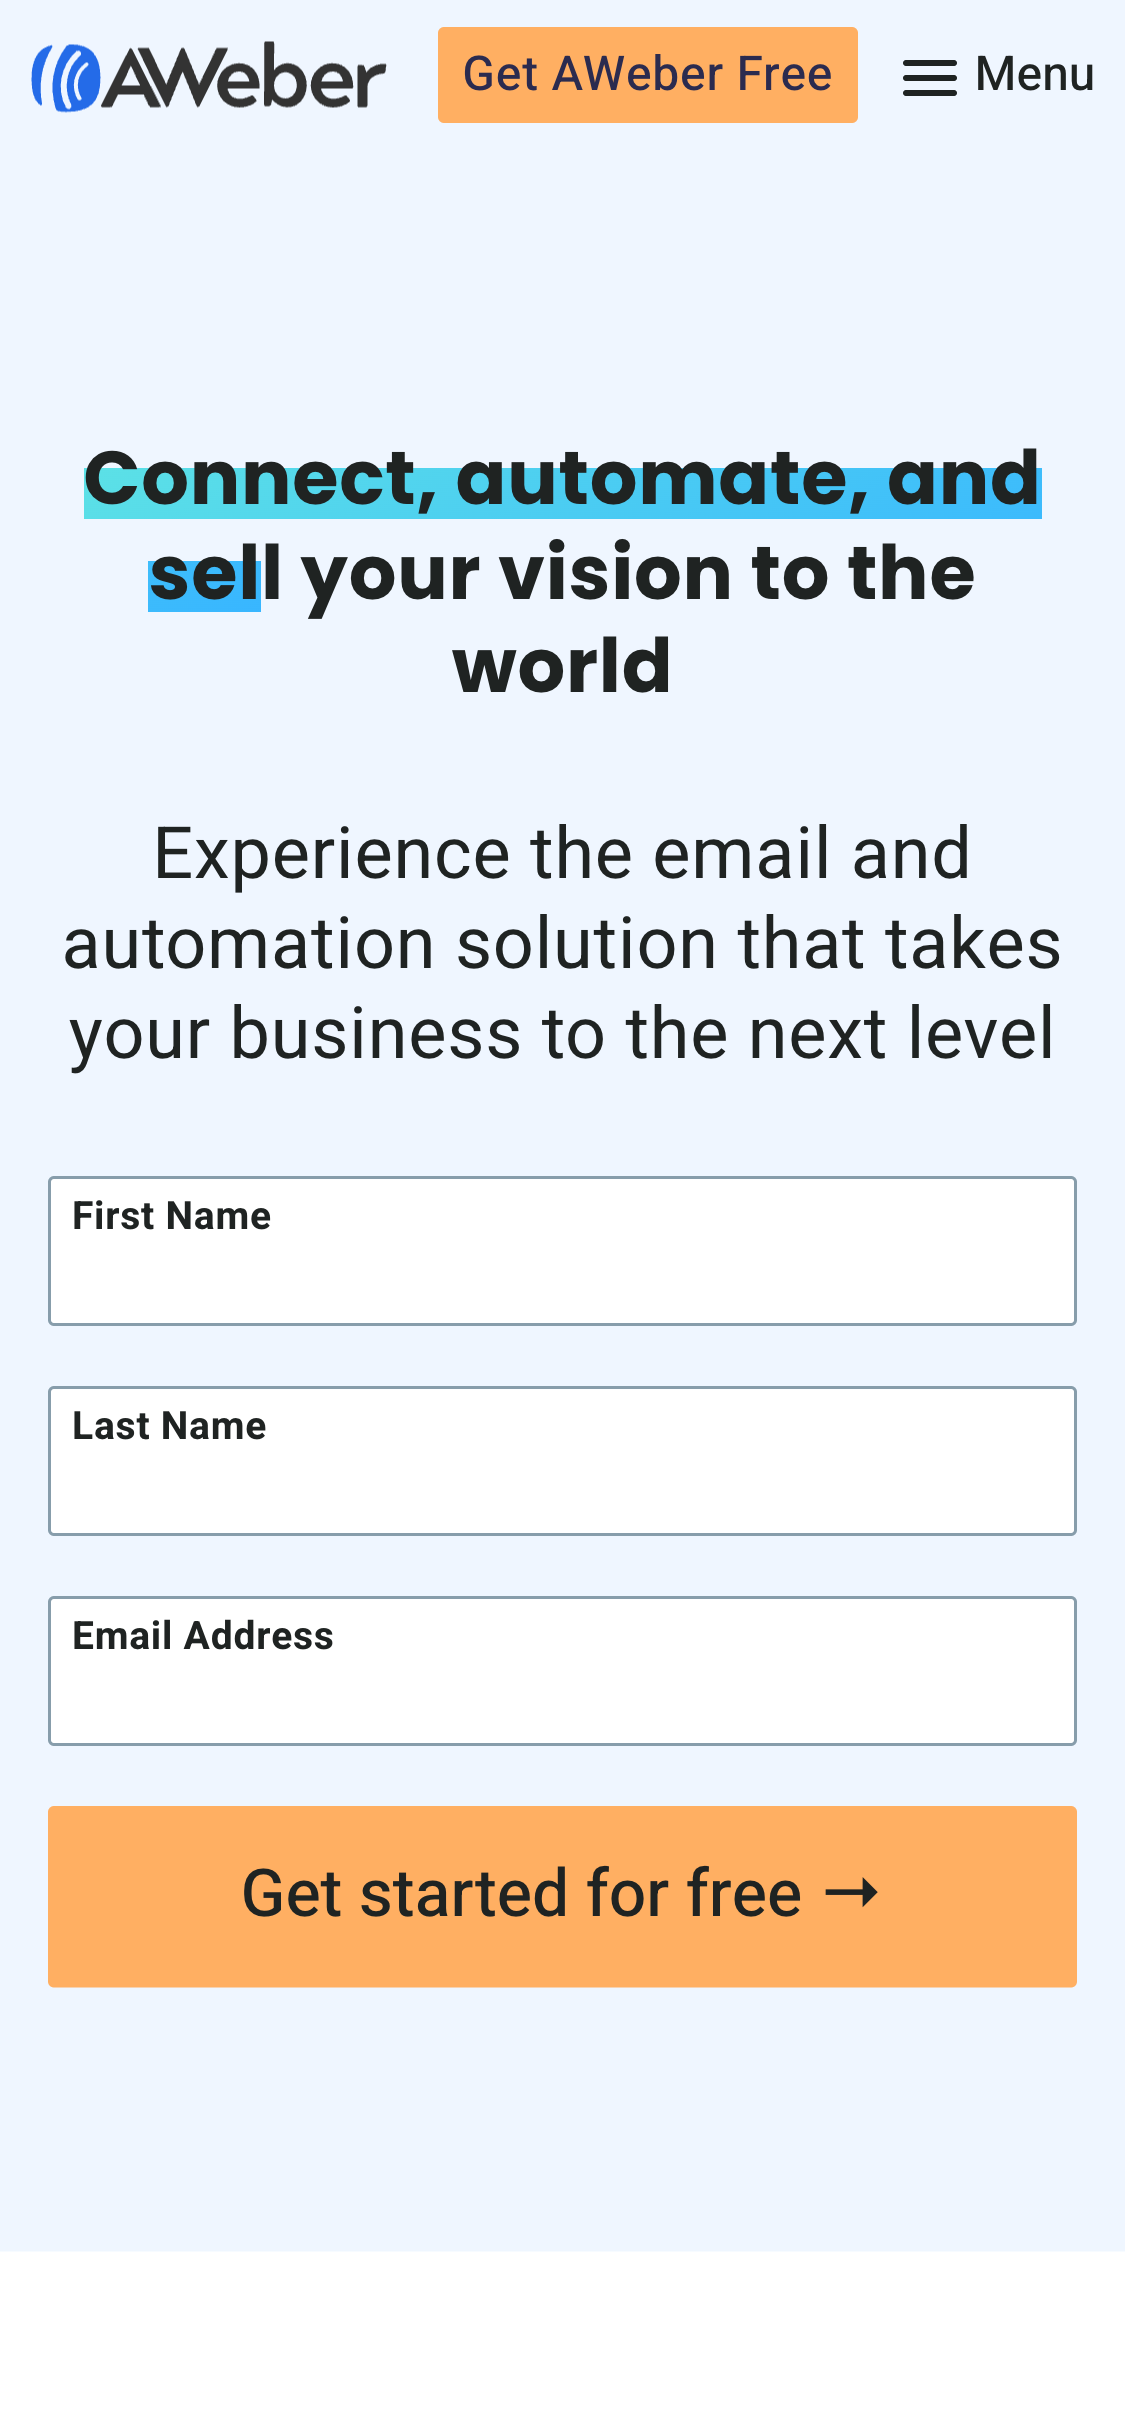 AWeber
Get AWeber Free
Menu
Connect, automate, and
sell your vision to the
world
Experience the email and
automation solution that takes
your business to the next level
First Name
Last Name
Email Address
Get started for free →